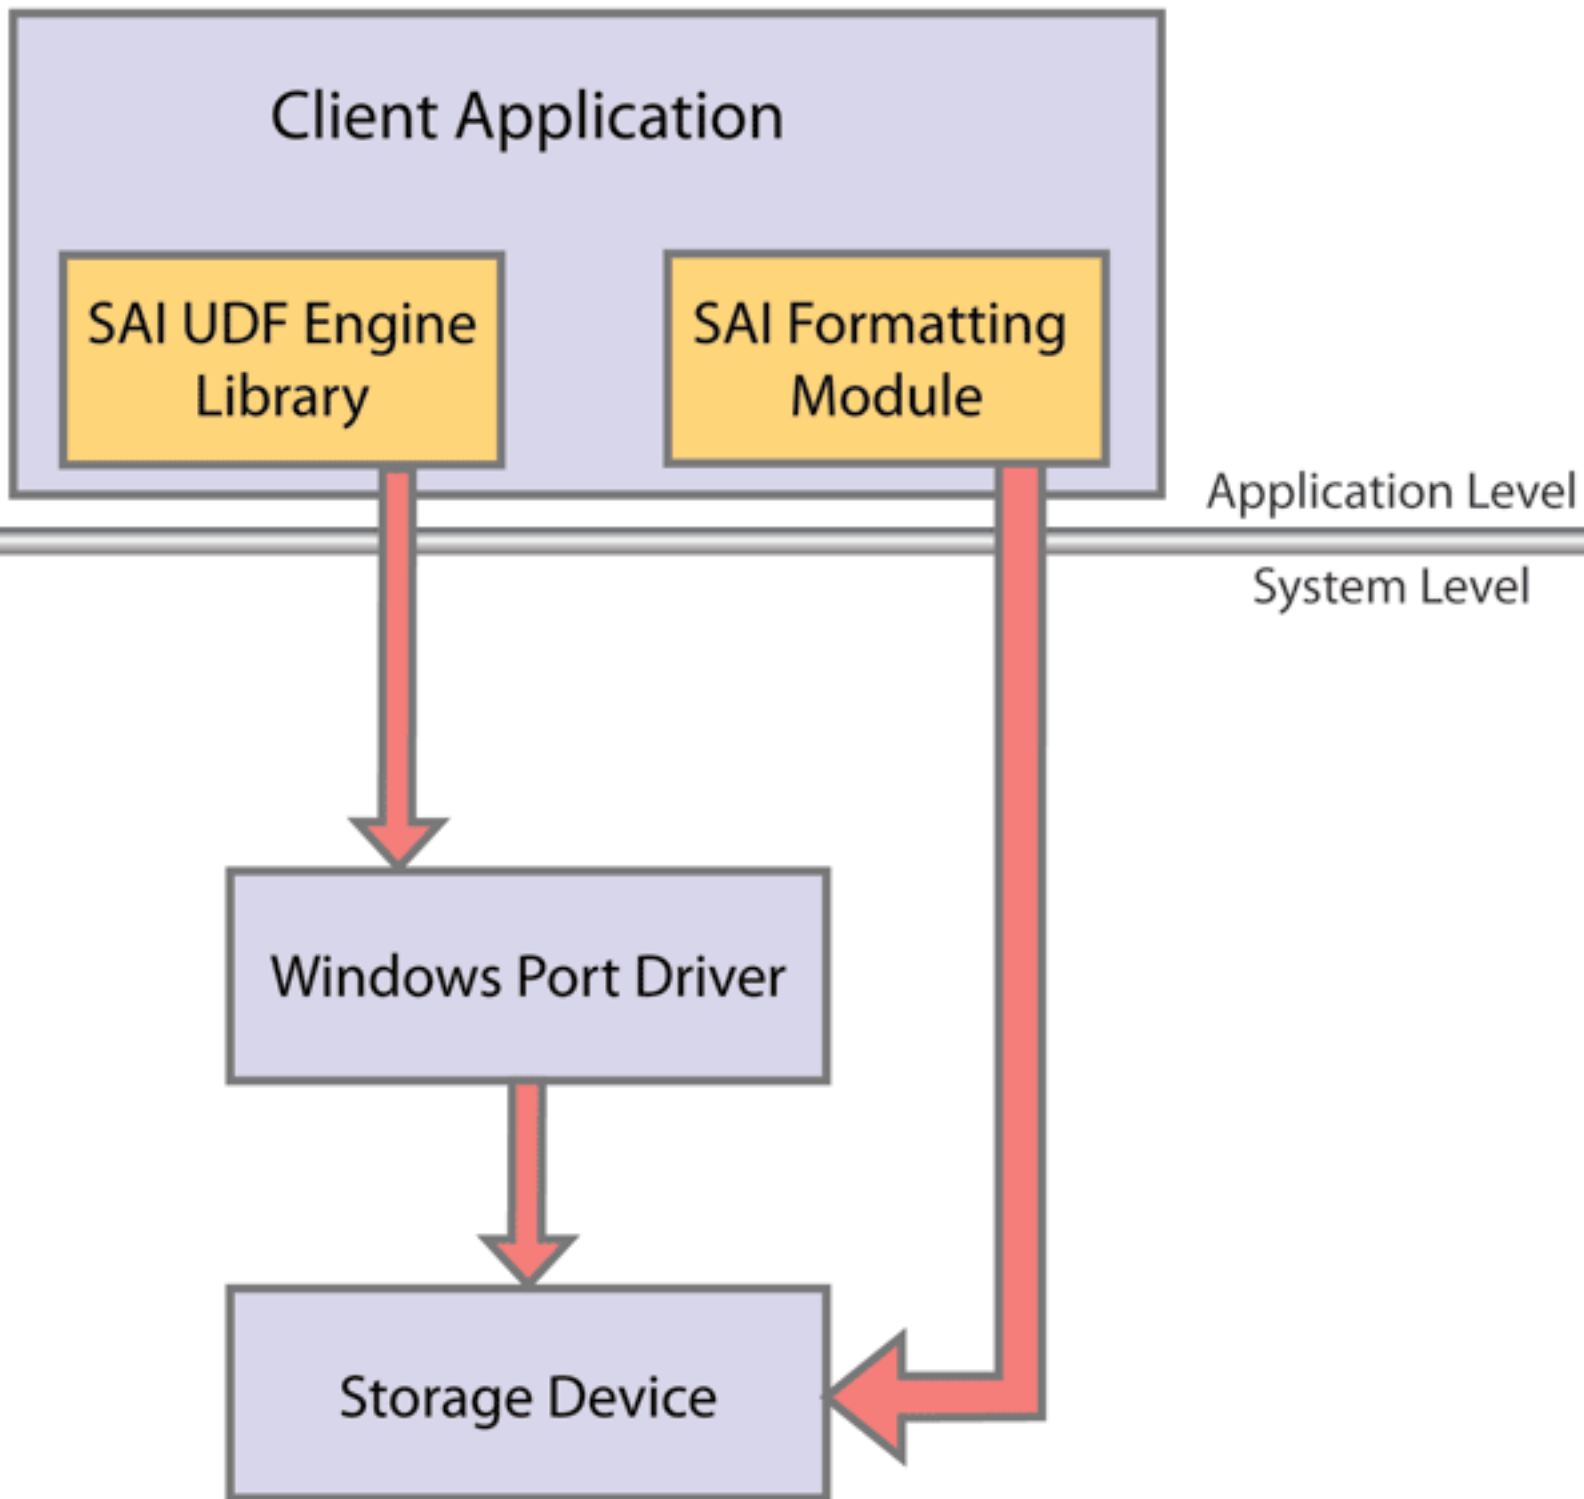 Client Application
SAI UDF Engine
Library
SAI Formatting
Module
Application Level
System Level
Windows Port Driver
Storage Device